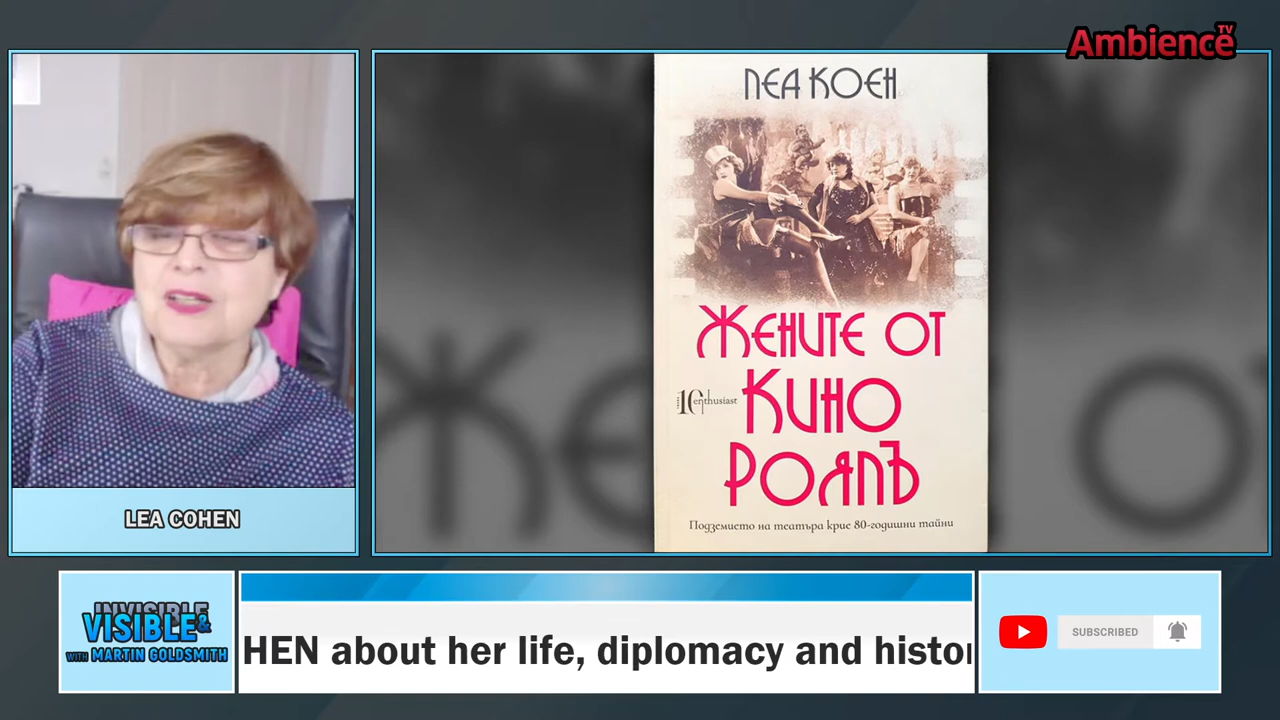 Ambience TV
ЛЕА КОЕН
ЖЕНИТЕ ОТ
КИНО
РОЯЛЪ
enthusiast
Подземието на театъра крие 80-годишни тайни
LEA COHEN
INVISIBLE
& VISIBLE
WITH MARTIN GOLDSMITH
HEN about her life, diplomacy and histor
SUBSCRIBED